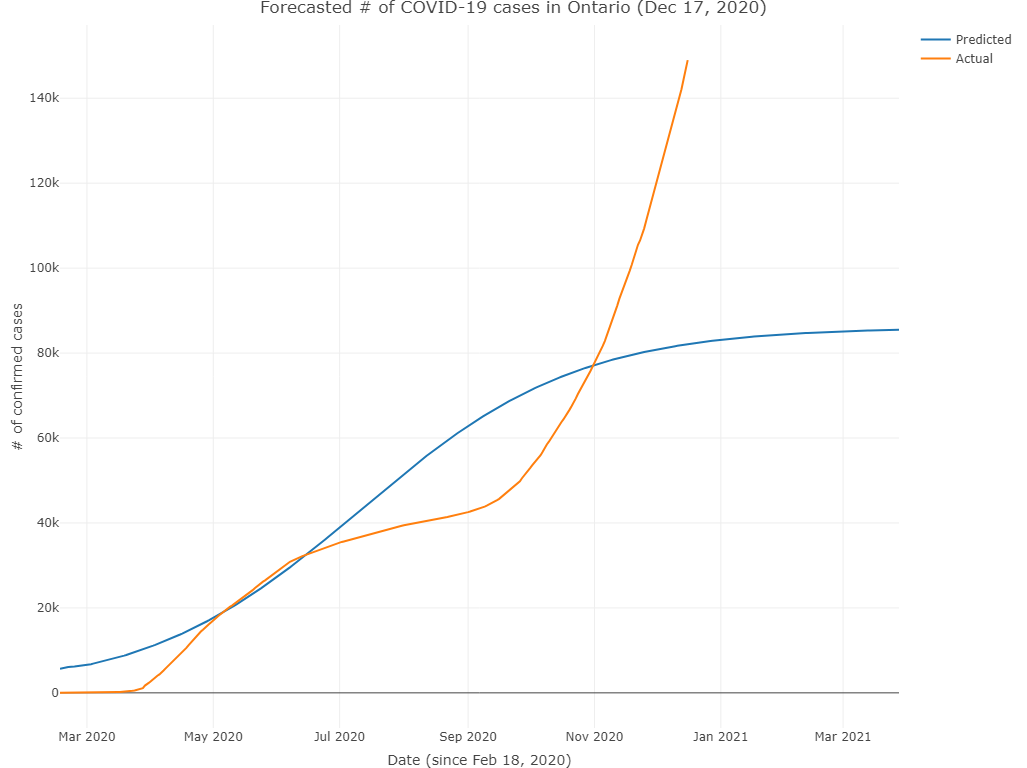 Forecasted # of COVID-19 cases in Ontario (Dec 17, 2020)
Predicted
Actual
140k
120k
100k
80k
60k
40k
20k
0
# of confirmed cases
Mar 2020 May 2020 Jul 2020 Sep 2020 Nov 2020 Jan 2021 Mar 2021
Date (since Feb 18, 2020)